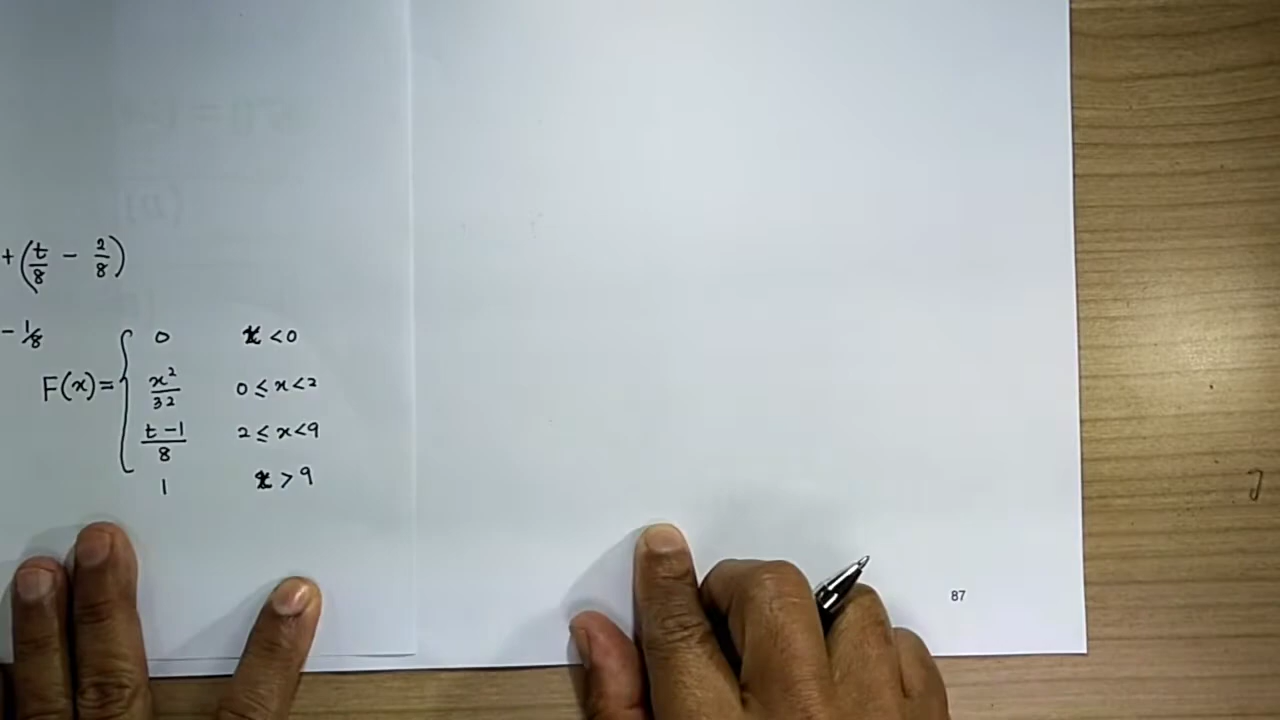 + (t/8 - 2/8)
- 1/8
F(x) = { 0 x < 0
x²/32 0 ≤ x < 2
t - 1/8 2 ≤ x < 9
1 x > 9
87